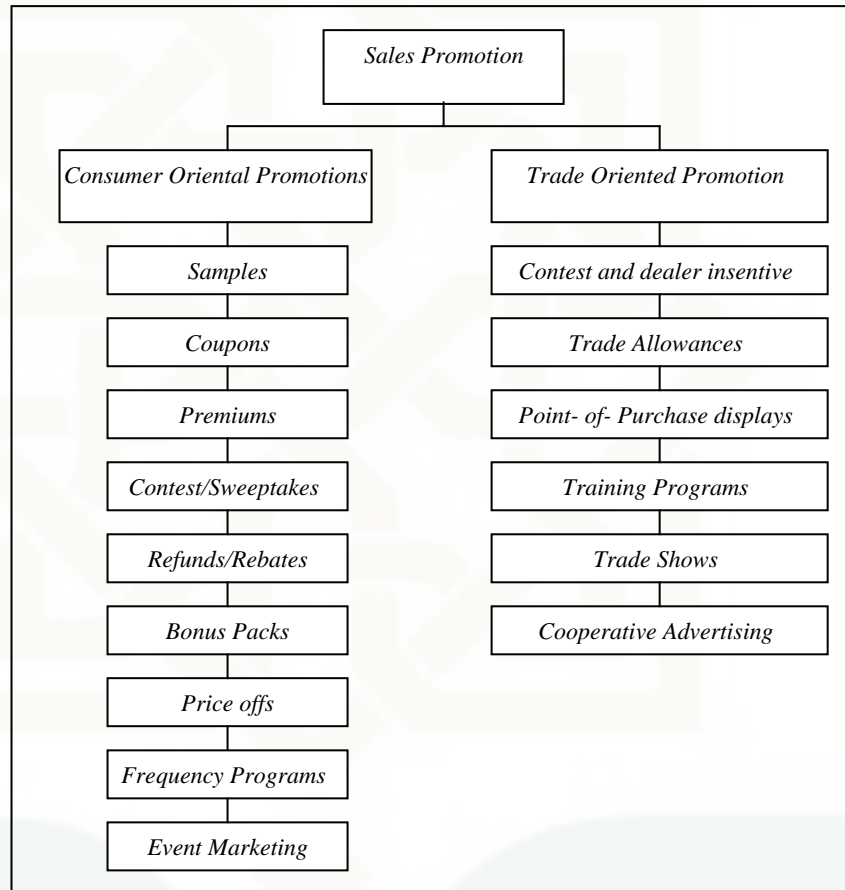 Sales Promotion
Consumer Oriental Promotions
Samples
Coupons
Premiums
Contest/Sweeptakes
Refunds/Rebates
Bonus Packs
Price offs
Frequency Programs
Event Marketing
Trade Oriented Promotion
Contest and dealer insentive
Trade Allowances
Point- of- Purchase displays
Training Programs
Trade Shows
Cooperative Advertising